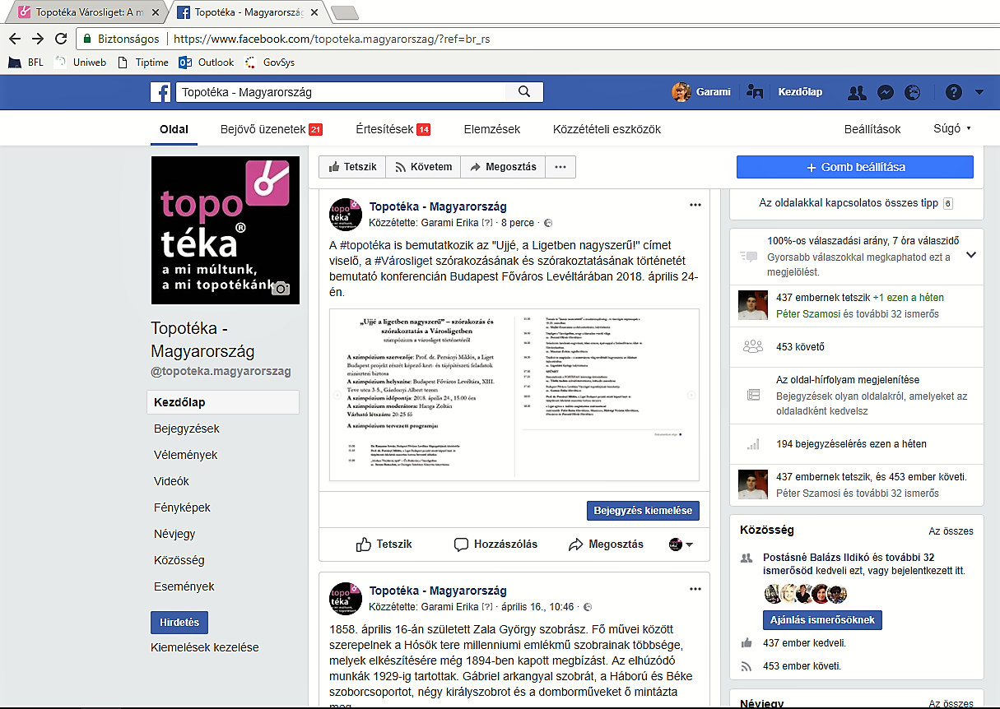 Topotéka Városliget: A m
Topotéka - Magyarország
Biztonságos
https://www.facebook.com/topoteka.magyarorszag/?ref=br_rs
BFL Uniweb Tiptime Outlook GovSys
Topotéka - Magyarország
Garami Kezdőlap
Oldal Bejövő üzenetek 21 Értesítések 14 Elemzések Közzétételi eszközök Beállítások Súgó
topo
téka®
a mi múltunk,
a mi topotékánk
Topotéka -
Magyarország
@topoteka.magyarorszag
Kezdőlap
Bejegyzések
Vélemények
Videók
Fényképek
Névjegy
Közösség
Események
Hirdetés
Kiemelések kezelése
Tetszik Követem Megosztás
+ Gomb beállítása
Topotéka - Magyarország
Közzétette: Garami Erika [?] · 8 perce ·
A #topotéka is bemutatkozik az "Ujjé, a Ligetben nagyszerű!" címet
viselő, a #Városliget szórakozásának és szórakoztatásának történetét
bemutató konferencián Budapest Főváros Levéltárában 2018. április 24-
én.
„Ujjé a ligetben nagyszerű” – szórakozás és
szórakoztatás a Városligetben
szimpózium a városliget történetéről
A szimpózium szervezője: Prof. dr. Persányi Miklós, a Liget
Budapest projekt részét képező kert- és tájépítészeti feladatok
miniszteri biztosa
A szimpózium helyszíne: Budapest Főváros Levéltára, XIII.
Teve utca 3-5., Gárdonyi Albert terem
A szimpózium időpontja: 2018. április 24., 15.00 óra
A szimpózium moderátora: Hanga Zoltán
Várható létszám: 20-25 fő
A szimpózium tervezett programja:
Bejegyzés kiemelése
Tetszik Hozzászólás Megosztás
Topotéka - Magyarország
Közzétette: Garami Erika [?] · április 16., 10:46 ·
1858. április 16-án született Zala György szobrász. Fő művei között
szerepelnek a Hősök tere millenniumi emlékmű szobrainak többsége,
melyek elkészítésére még 1894-ben kapott megbízást. Az elhúzódó
munkák 1929-ig tartottak. Gábriel arkangyal szobrát, a Háború és Béke
szoborcsoportot, négy királyszobrot és a domborműveket ő mintázta
meg.
Az oldalakkal kapcsolatos összes tipp 6
100%-os válaszadási arány, 7 óra válaszidő
Gyorsabb válaszokkal megkaphatod ezt a
megjelölést.
437 embernek tetszik +1 ezen a héten
Péter Szamosi és további 32 ismerős
453 követő
Az oldal-hírfolyam megjelenítése
Bejegyzések olyan oldalakról, amelyeket az
oldaladként kedvelsz
194 bejegyzéselérés ezen a héten
437 embernek tetszik, és 453 ember követi.
Péter Szamosi és további 32 ismerős
Közösség Az összes
Postásné Balázs Ildikó és további 32
ismerősöd kedveli ezt, vagy bejelentkezett itt.
Ajánlás ismerősöknek
437 ember kedveli.
453 ember követi.
Névjegy Az összes